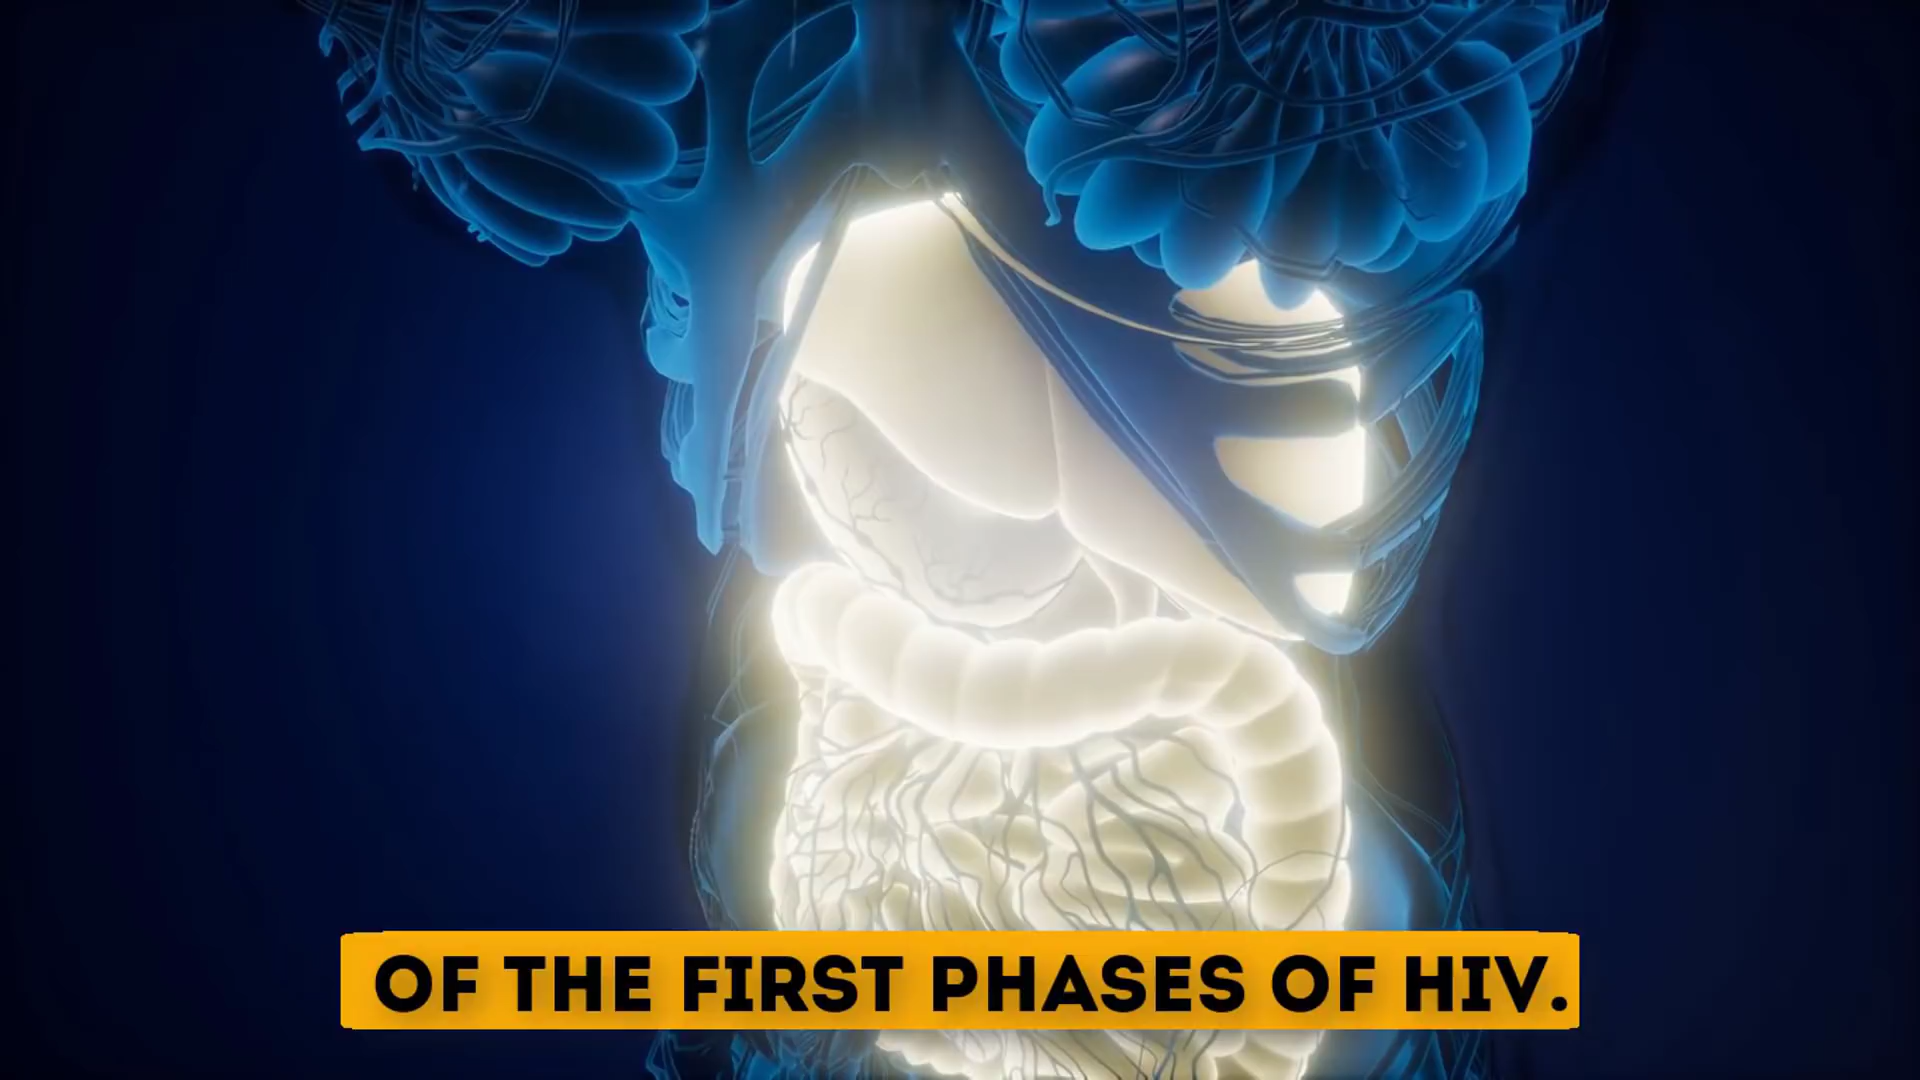 OF THE FIRST PHASES OF HIV.